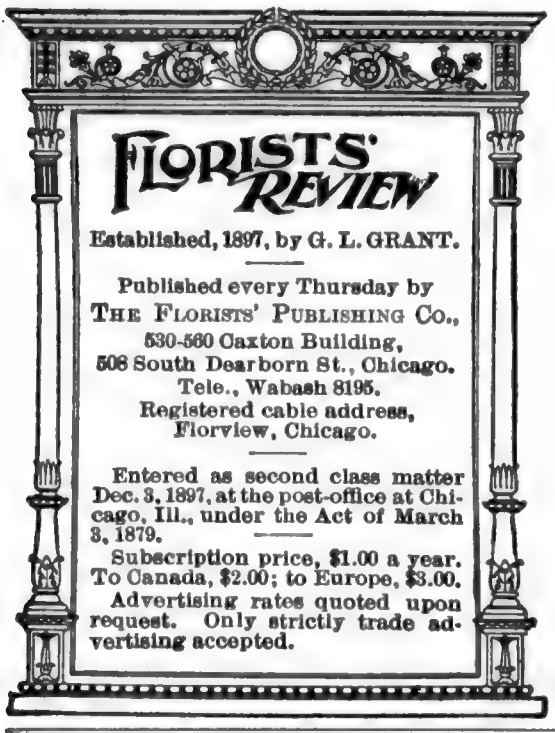 FLORISTS'
REVIEW
Established, 1897, by G. L. GRANT.
Published every Thursday by
THE FLORISTS' PUBLISHING CO.,
530-560 Caxton Building,
508 South Dearborn St., Chicago.
Tele., Wabash 8195.
Registered cable address,
Florview, Chicago.
Entered as second class matter
Dec. 3, 1897, at the post-office at Chi-
cago, Ill., under the Act of March
3, 1879.
Subscription price, $1.00 a year.
To Canada, $2.00; to Europe, $3.00.
Advertising rates quoted upon
request. Only strictly trade ad-
vertising accepted.